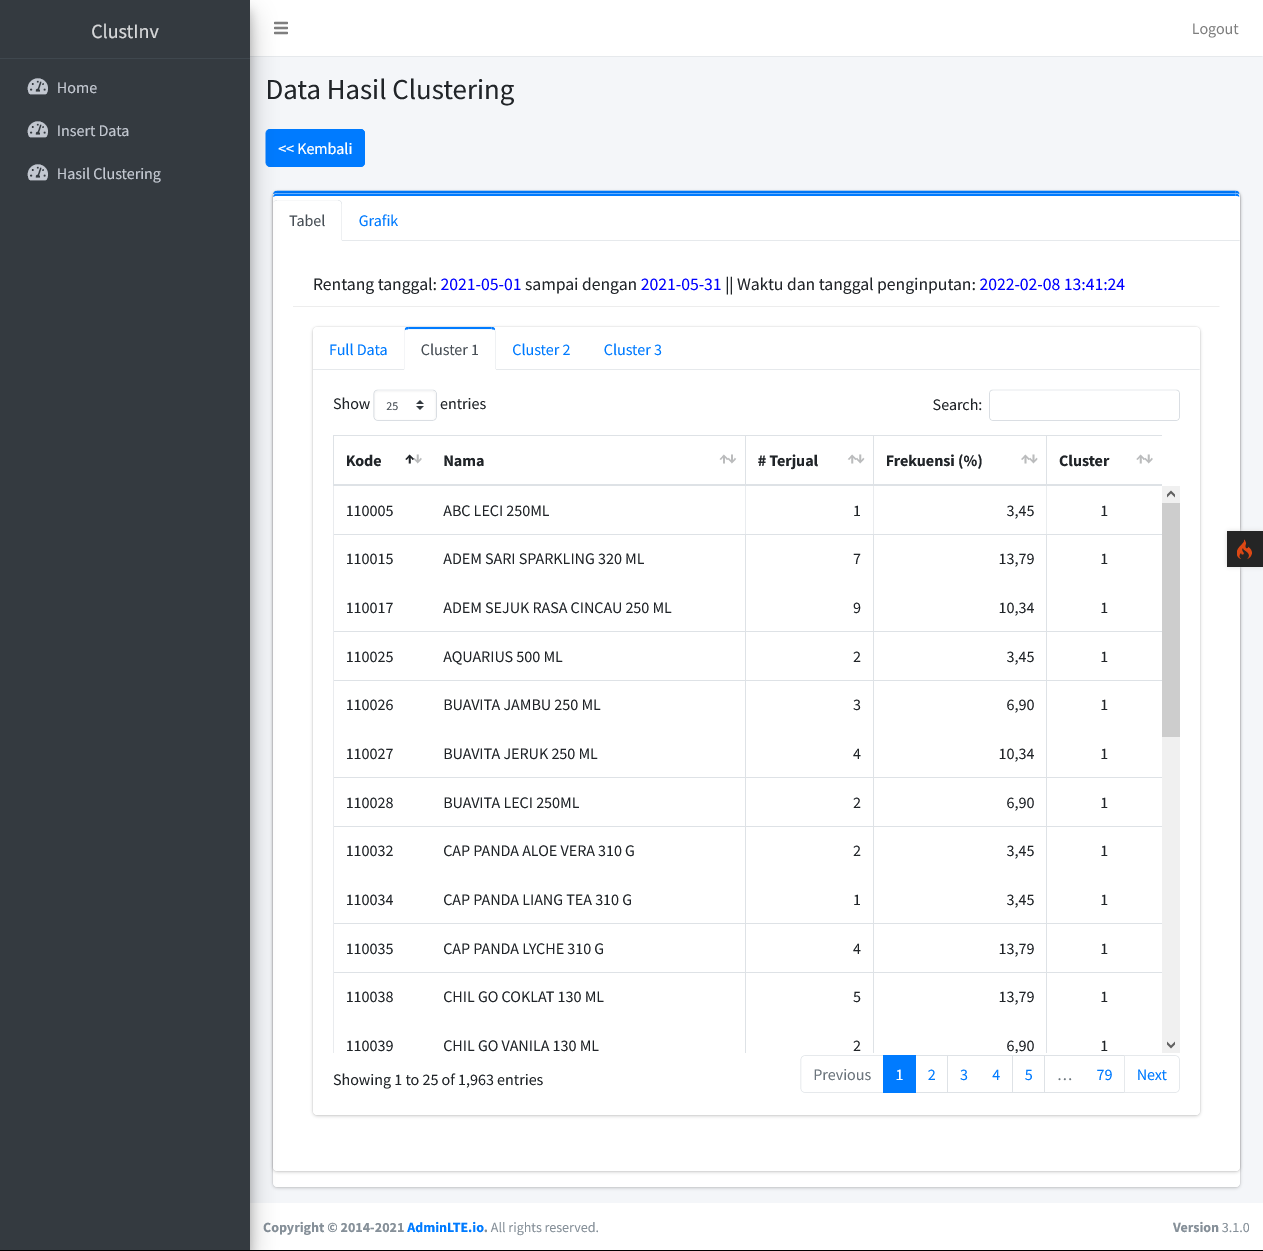 ClustInv
Logout
Home
Insert Data
Hasil Clustering
Data Hasil Clustering
<< Kembali
Tabel Grafik
Rentang tanggal: 2021-05-01 sampai dengan 2021-05-31 || Waktu dan tanggal penginputan: 2022-02-08 13:41:24
Full Data Cluster 1 Cluster 2 Cluster 3
Show 25 entries Search:
Kode Nama # Terjual Frekuensi (%) Cluster
110005 ABC LECI 250ML 1 3,45 1
110015 ADEM SARI SPARKLING 320 ML 7 13,79 1
110017 ADEM SEJUK RASA CINCAU 250 ML 9 10,34 1
110025 AQUARIUS 500 ML 2 3,45 1
110026 BUAVITA JAMBU 250 ML 3 6,90 1
110027 BUAVITA JERUK 250 ML 4 10,34 1
110028 BUAVITA LECI 250ML 2 6,90 1
110032 CAP PANDA ALOE VERA 310 G 2 3,45 1
110034 CAP PANDA LIANG TEA 310 G 1 3,45 1
110035 CAP PANDA LYCHE 310 G 4 13,79 1
110038 CHIL GO COKLAT 130 ML 5 13,79 1
110039 CHIL GO VANILA 130 ML 2 6,90 1
Showing 1 to 25 of 1,963 entries
Previous 1 2 3 4 5 … 79 Next
Copyright © 2014-2021 AdminLTE.io. All rights reserved.
Version 3.1.0